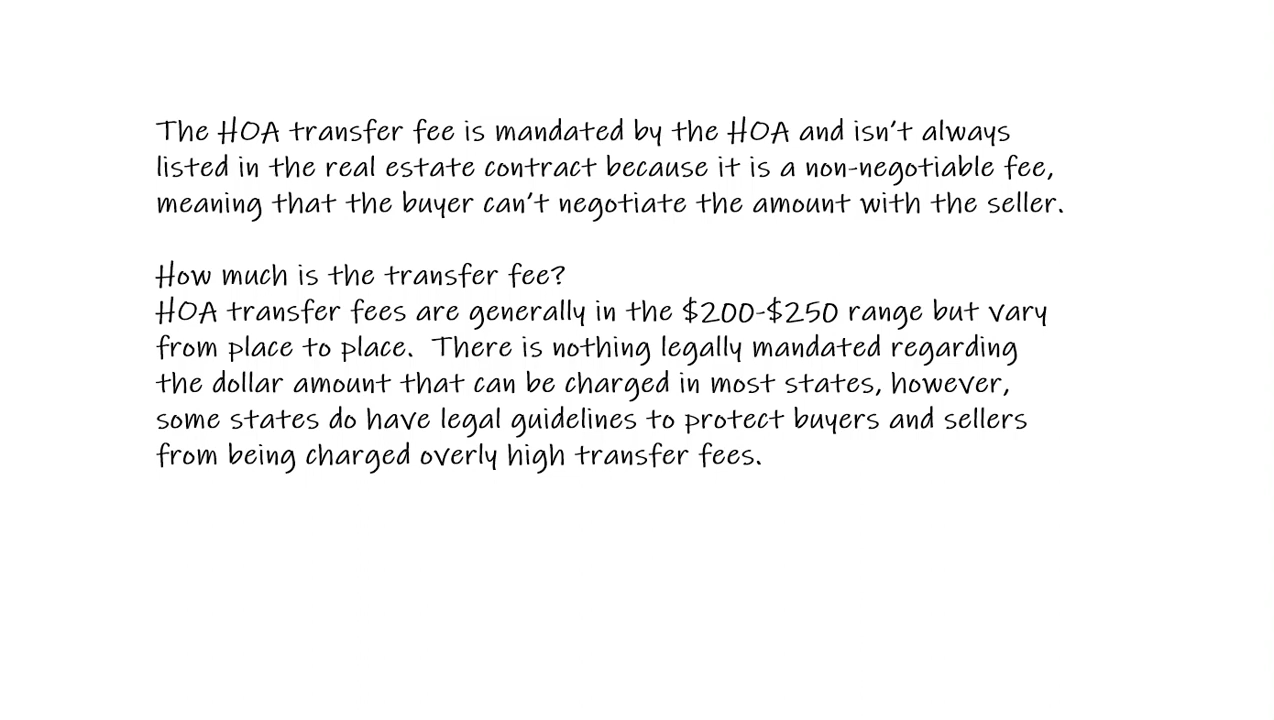 The HOA transfer fee is mandated by the HOA and isn't always
listed in the real estate contract because it is a non-negotiable fee,
meaning that the buyer can't negotiate the amount with the seller.
How much is the transfer fee?
HOA transfer fees are generally in the $200-$250 range but vary
from place to place.  There is nothing legally mandated regarding
the dollar amount that can be charged in most states, however,
some states do have legal guidelines to protect buyers and sellers
from being charged overly high transfer fees.